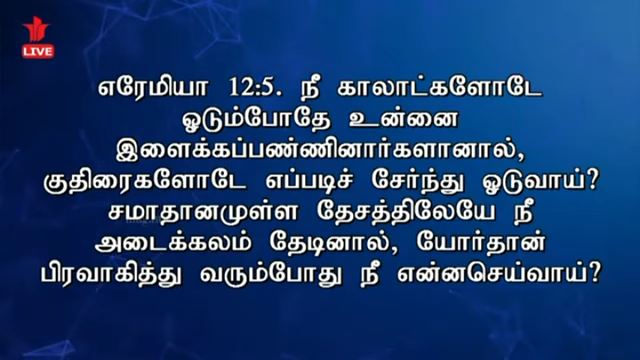 LIVE
எரேமியா 12:5. நீ காலாட்களோடே
ஓடும்போதே உன்னை
இளைக்கப்பண்ணினார்களானால்,
குதிரைகளோடே எப்படிச் சேர்ந்து ஓடுவாய்?
சமாதானமுள்ள தேசத்திலேயே நீ
அடைக்கலம் தேடினால், யோர்தான்
பிரவாகித்து வரும்போது நீ என்னசெய்வாய்?